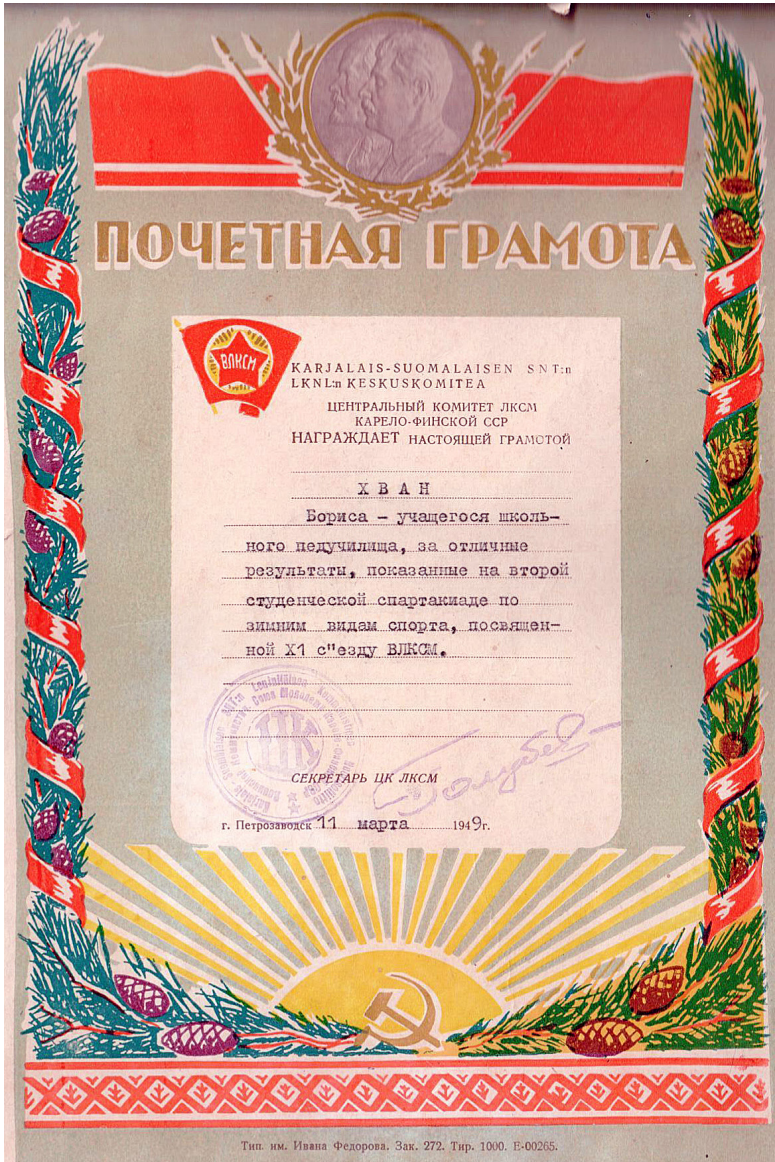 ПОЧЕТНАЯ ГРАМОТА
ВЛКСМ
KARJALAIS-SUOMALAISEN SNT:n
LKNL:n KESKUSKOMITEA
ЦЕНТРАЛЬНЫЙ КОМИТЕТ ЛКСМ
КАРЕЛО-ФИНСКОЙ ССР
НАГРАЖДАЕТ НАСТОЯЩЕЙ ГРАМОТОЙ
ХВАН
Бориса - учащегося школь-
ного педучилища, за отличные
результаты, показанные на второй
студенческой спартакиаде по
зимним видам спорта, посвящен-
ной Х1 с"езду ВЛКСМ.
ЦК
СЕКРЕТАРЬ ЦК ЛКСМ
Голубев
г. Петрозаводск 11 марта 1949г.
Тип. им. Ивана Федорова. Зак. 272. Тир. 1000. Е-00265.